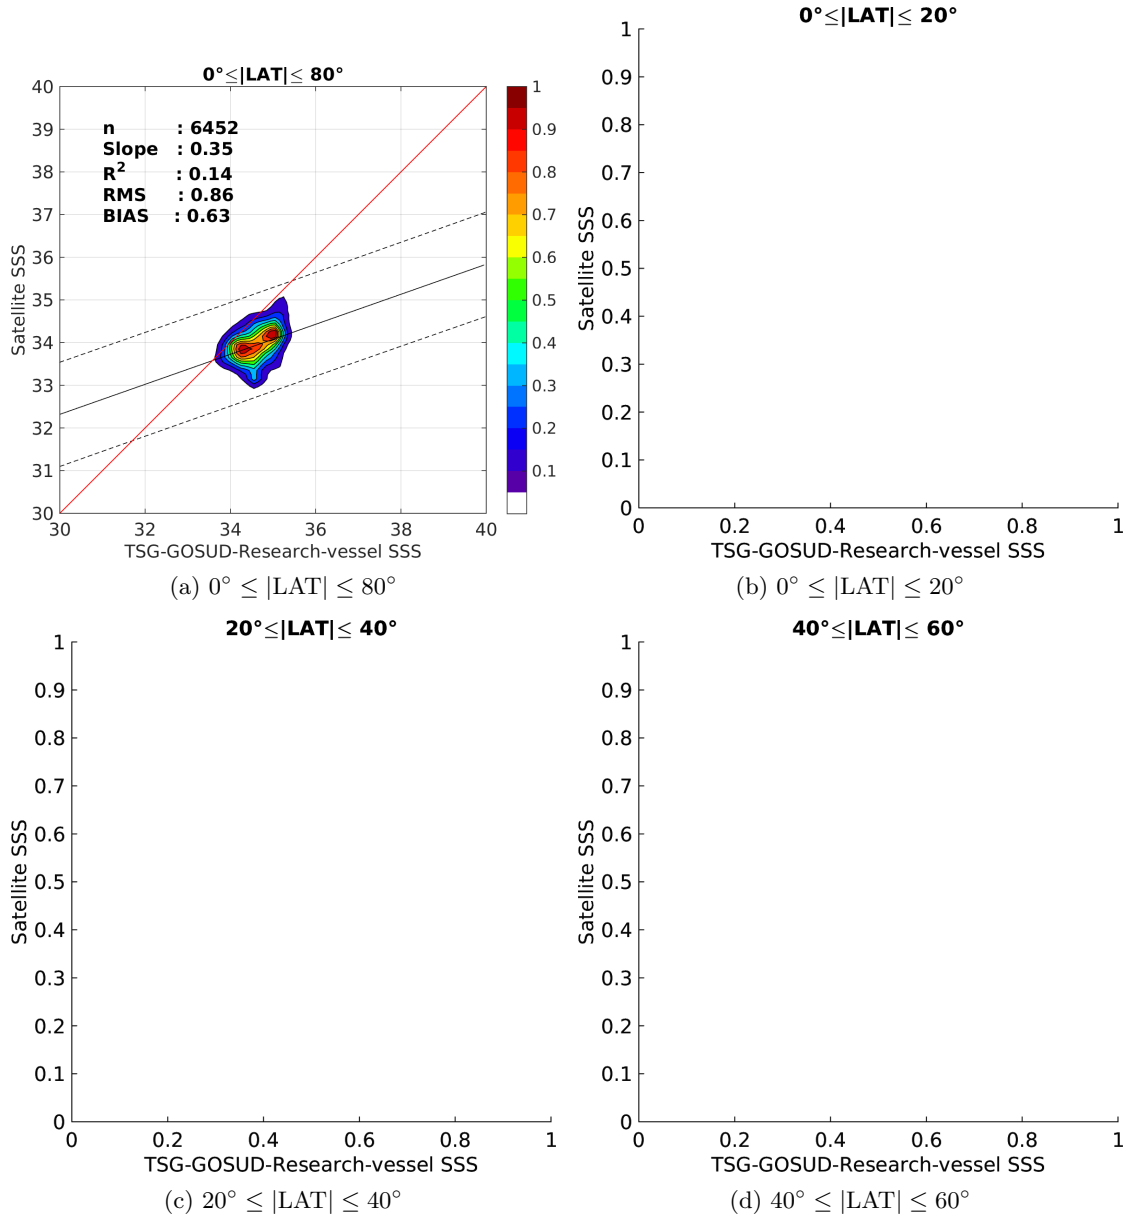 0°≤|LAT|≤ 80°
n : 6452
Slope : 0.35
R2 : 0.14
RMS : 0.86
BIAS : 0.63
40
39
38
37
36
35
34
33
32
31
30
30 32 34 36 38 40
Satellite SSS
TSG-GOSUD-Research-vessel SSS
1
0.9
0.8
0.7
0.6
0.5
0.4
0.3
0.2
0.1
(a) 0° ≤ |LAT| ≤ 80°
0°≤|LAT|≤ 20°
1
0.9
0.8
0.7
0.6
0.5
0.4
0.3
0.2
0.1
0
0 0.2 0.4 0.6 0.8 1
Satellite SSS
TSG-GOSUD-Research-vessel SSS
(b) 0° ≤ |LAT| ≤ 20°
20°≤|LAT|≤ 40°
1
0.9
0.8
0.7
0.6
0.5
0.4
0.3
0.2
0.1
0
0 0.2 0.4 0.6 0.8 1
Satellite SSS
TSG-GOSUD-Research-vessel SSS
(c) 20° ≤ |LAT| ≤ 40°
40°≤|LAT|≤ 60°
1
0.9
0.8
0.7
0.6
0.5
0.4
0.3
0.2
0.1
0
0 0.2 0.4 0.6 0.8 1
Satellite SSS
TSG-GOSUD-Research-vessel SSS
(d) 40° ≤ |LAT| ≤ 60°